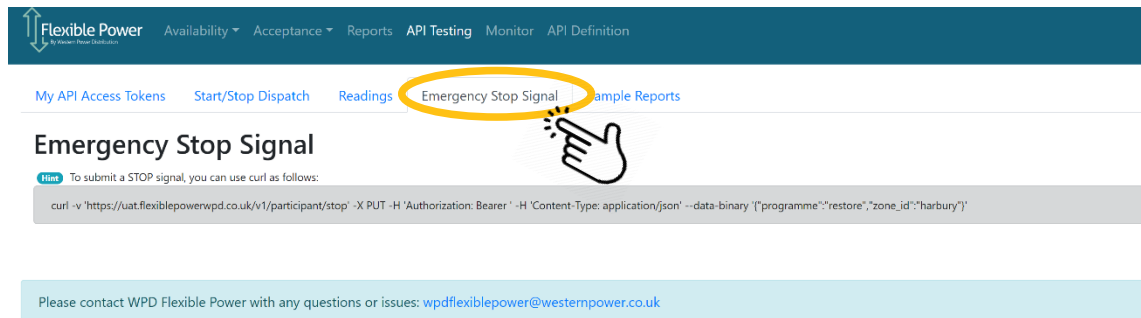 Flexible Power Availability Acceptance Reports API Testing Monitor API Definition
By Western Power Distribution
My API Access Tokens Start/Stop Dispatch Readings Emergency Stop Signal ample Reports
Emergency Stop Signal
Hint To submit a STOP signal, you can use curl as follows:
curl -v 'https://uat.flexiblepowerwpd.co.uk/v1/participant/stop' -X PUT -H 'Authorization: Bearer ' -H 'Content-Type: application/json' --data-binary '{"programme":"restore","zone_id":"harbury"}'
Please contact WPD Flexible Power with any questions or issues: wpdflexiblepower@westernpower.co.uk